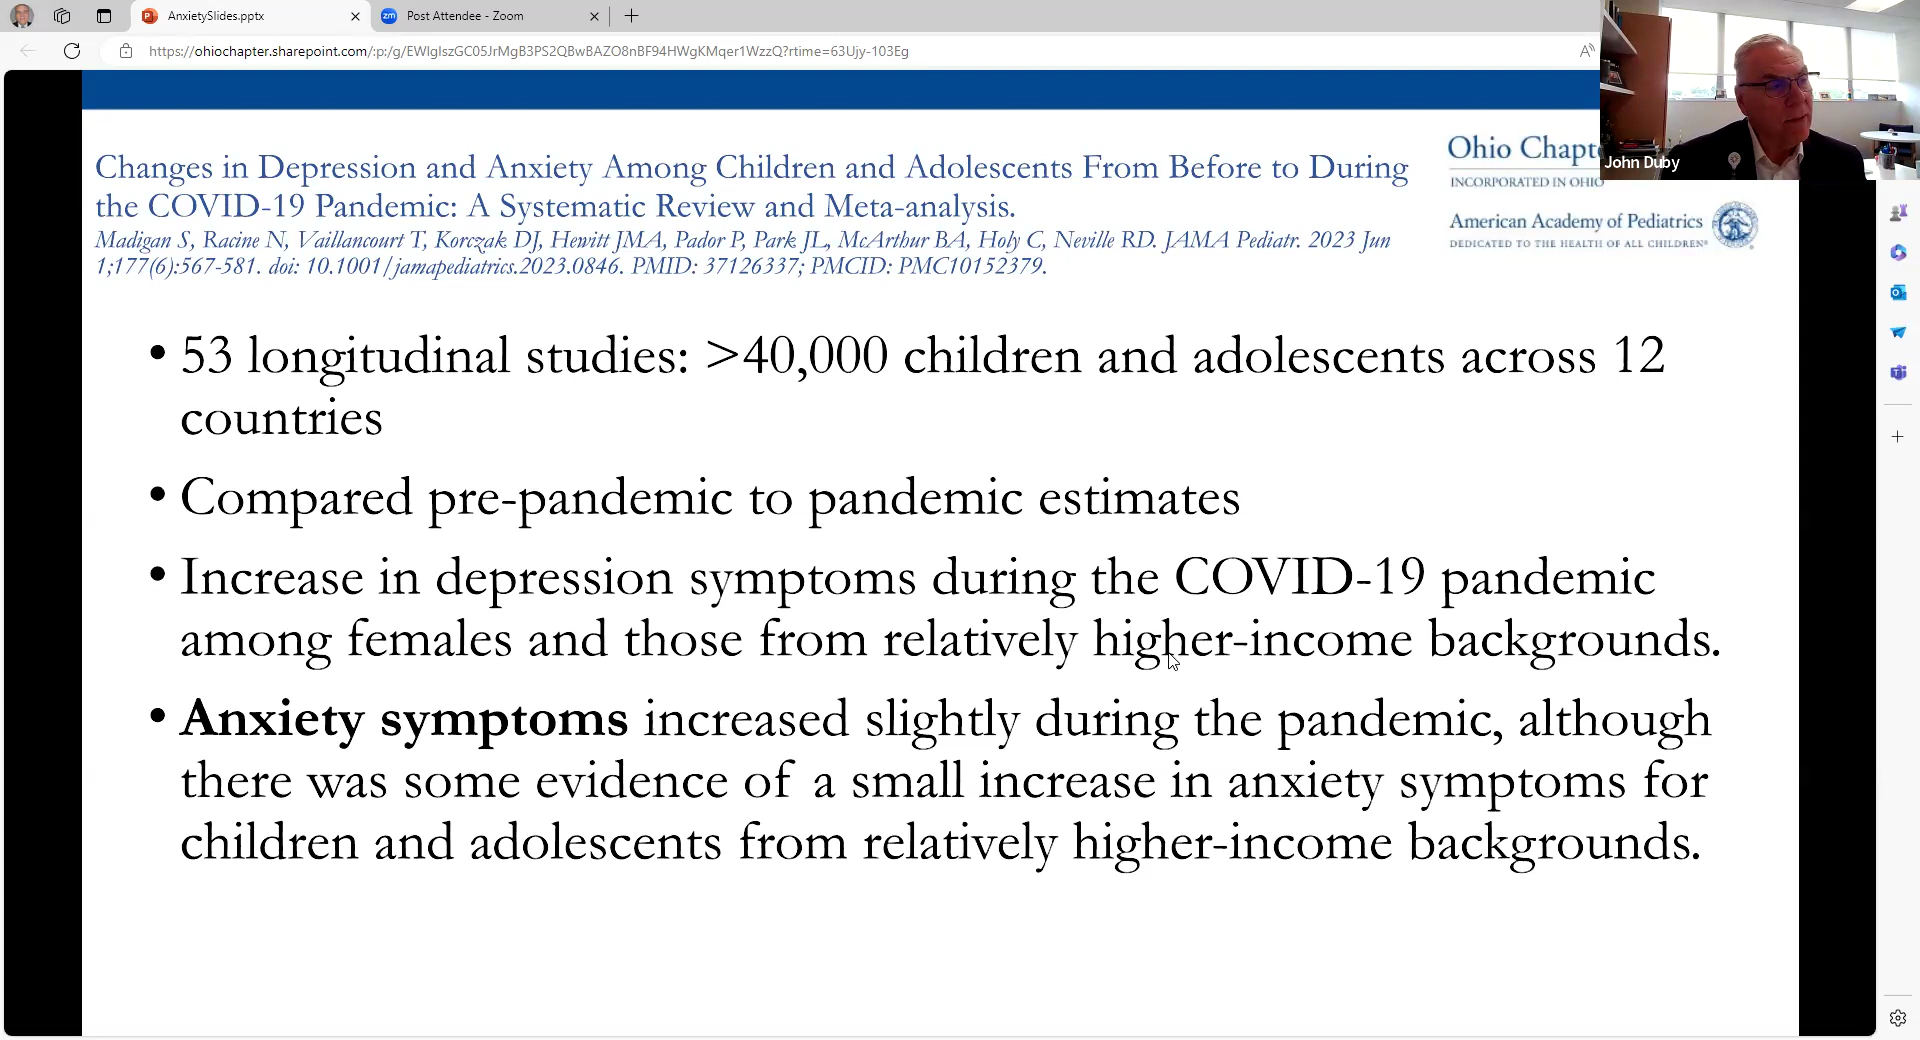 AnxietySlides.pptx
Post Attendee - Zoom
https://ohiochapter.sharepoint.com/:p:/g/EWIgIszGC05JrMgB3PS2QBwBAZO8nBF94HWgKMqer1WzzQ?rtime=63Ujy-103Eg
Changes in Depression and Anxiety Among Children and Adolescents From Before to During
the COVID-19 Pandemic: A Systematic Review and Meta-analysis.
Madigan S, Racine N, Vaillancourt T, Korczak DJ, Hewitt JMA, Pador P, Park JL, McArthur BA, Holy C, Neville RD. JAMA Pediatr. 2023 Jun
1;177(6):567-581. doi: 10.1001/jamapediatrics.2023.0846. PMID: 37126337; PMCID: PMC10152379.
Ohio Chapt
INCORPORATED IN OHIO
American Academy of Pediatrics
DEDICATED TO THE HEALTH OF ALL CHILDREN®
John Duby
• 53 longitudinal studies: >40,000 children and adolescents across 12
countries
• Compared pre-pandemic to pandemic estimates
• Increase in depression symptoms during the COVID-19 pandemic
among females and those from relatively higher-income backgrounds.
• Anxiety symptoms increased slightly during the pandemic, although
there was some evidence of a small increase in anxiety symptoms for
children and adolescents from relatively higher-income backgrounds.